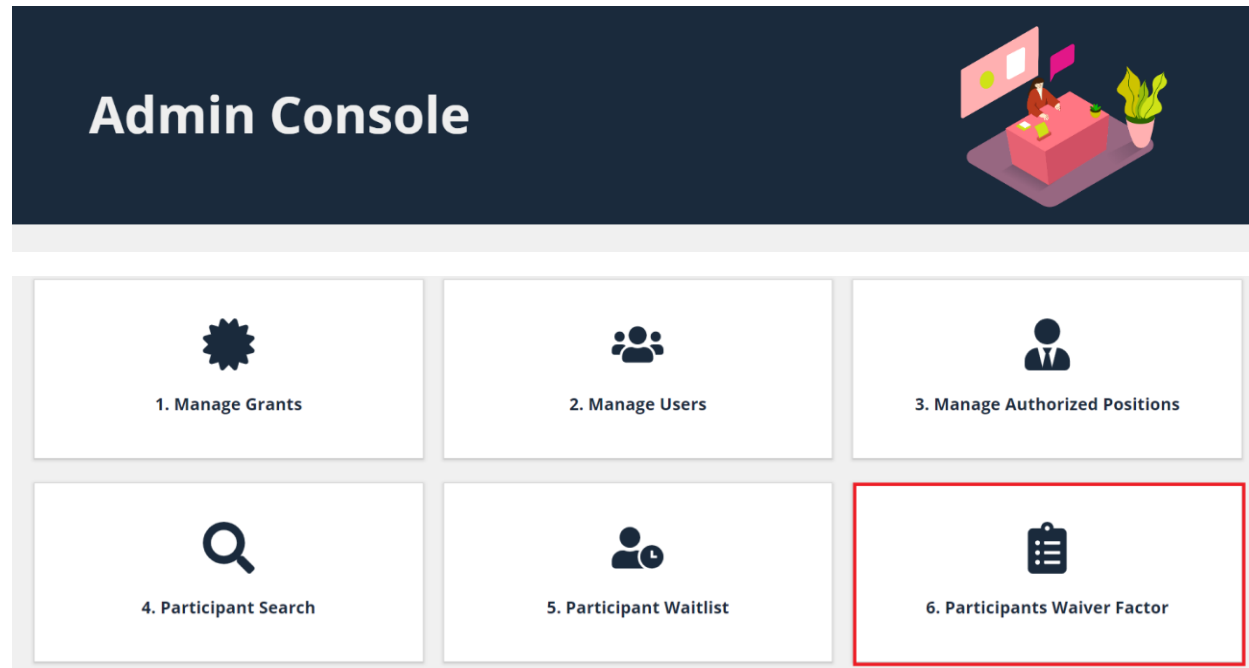 Admin Console
1. Manage Grants
2. Manage Users
3. Manage Authorized Positions
4. Participant Search
5. Participant Waitlist
6. Participants Waiver Factor